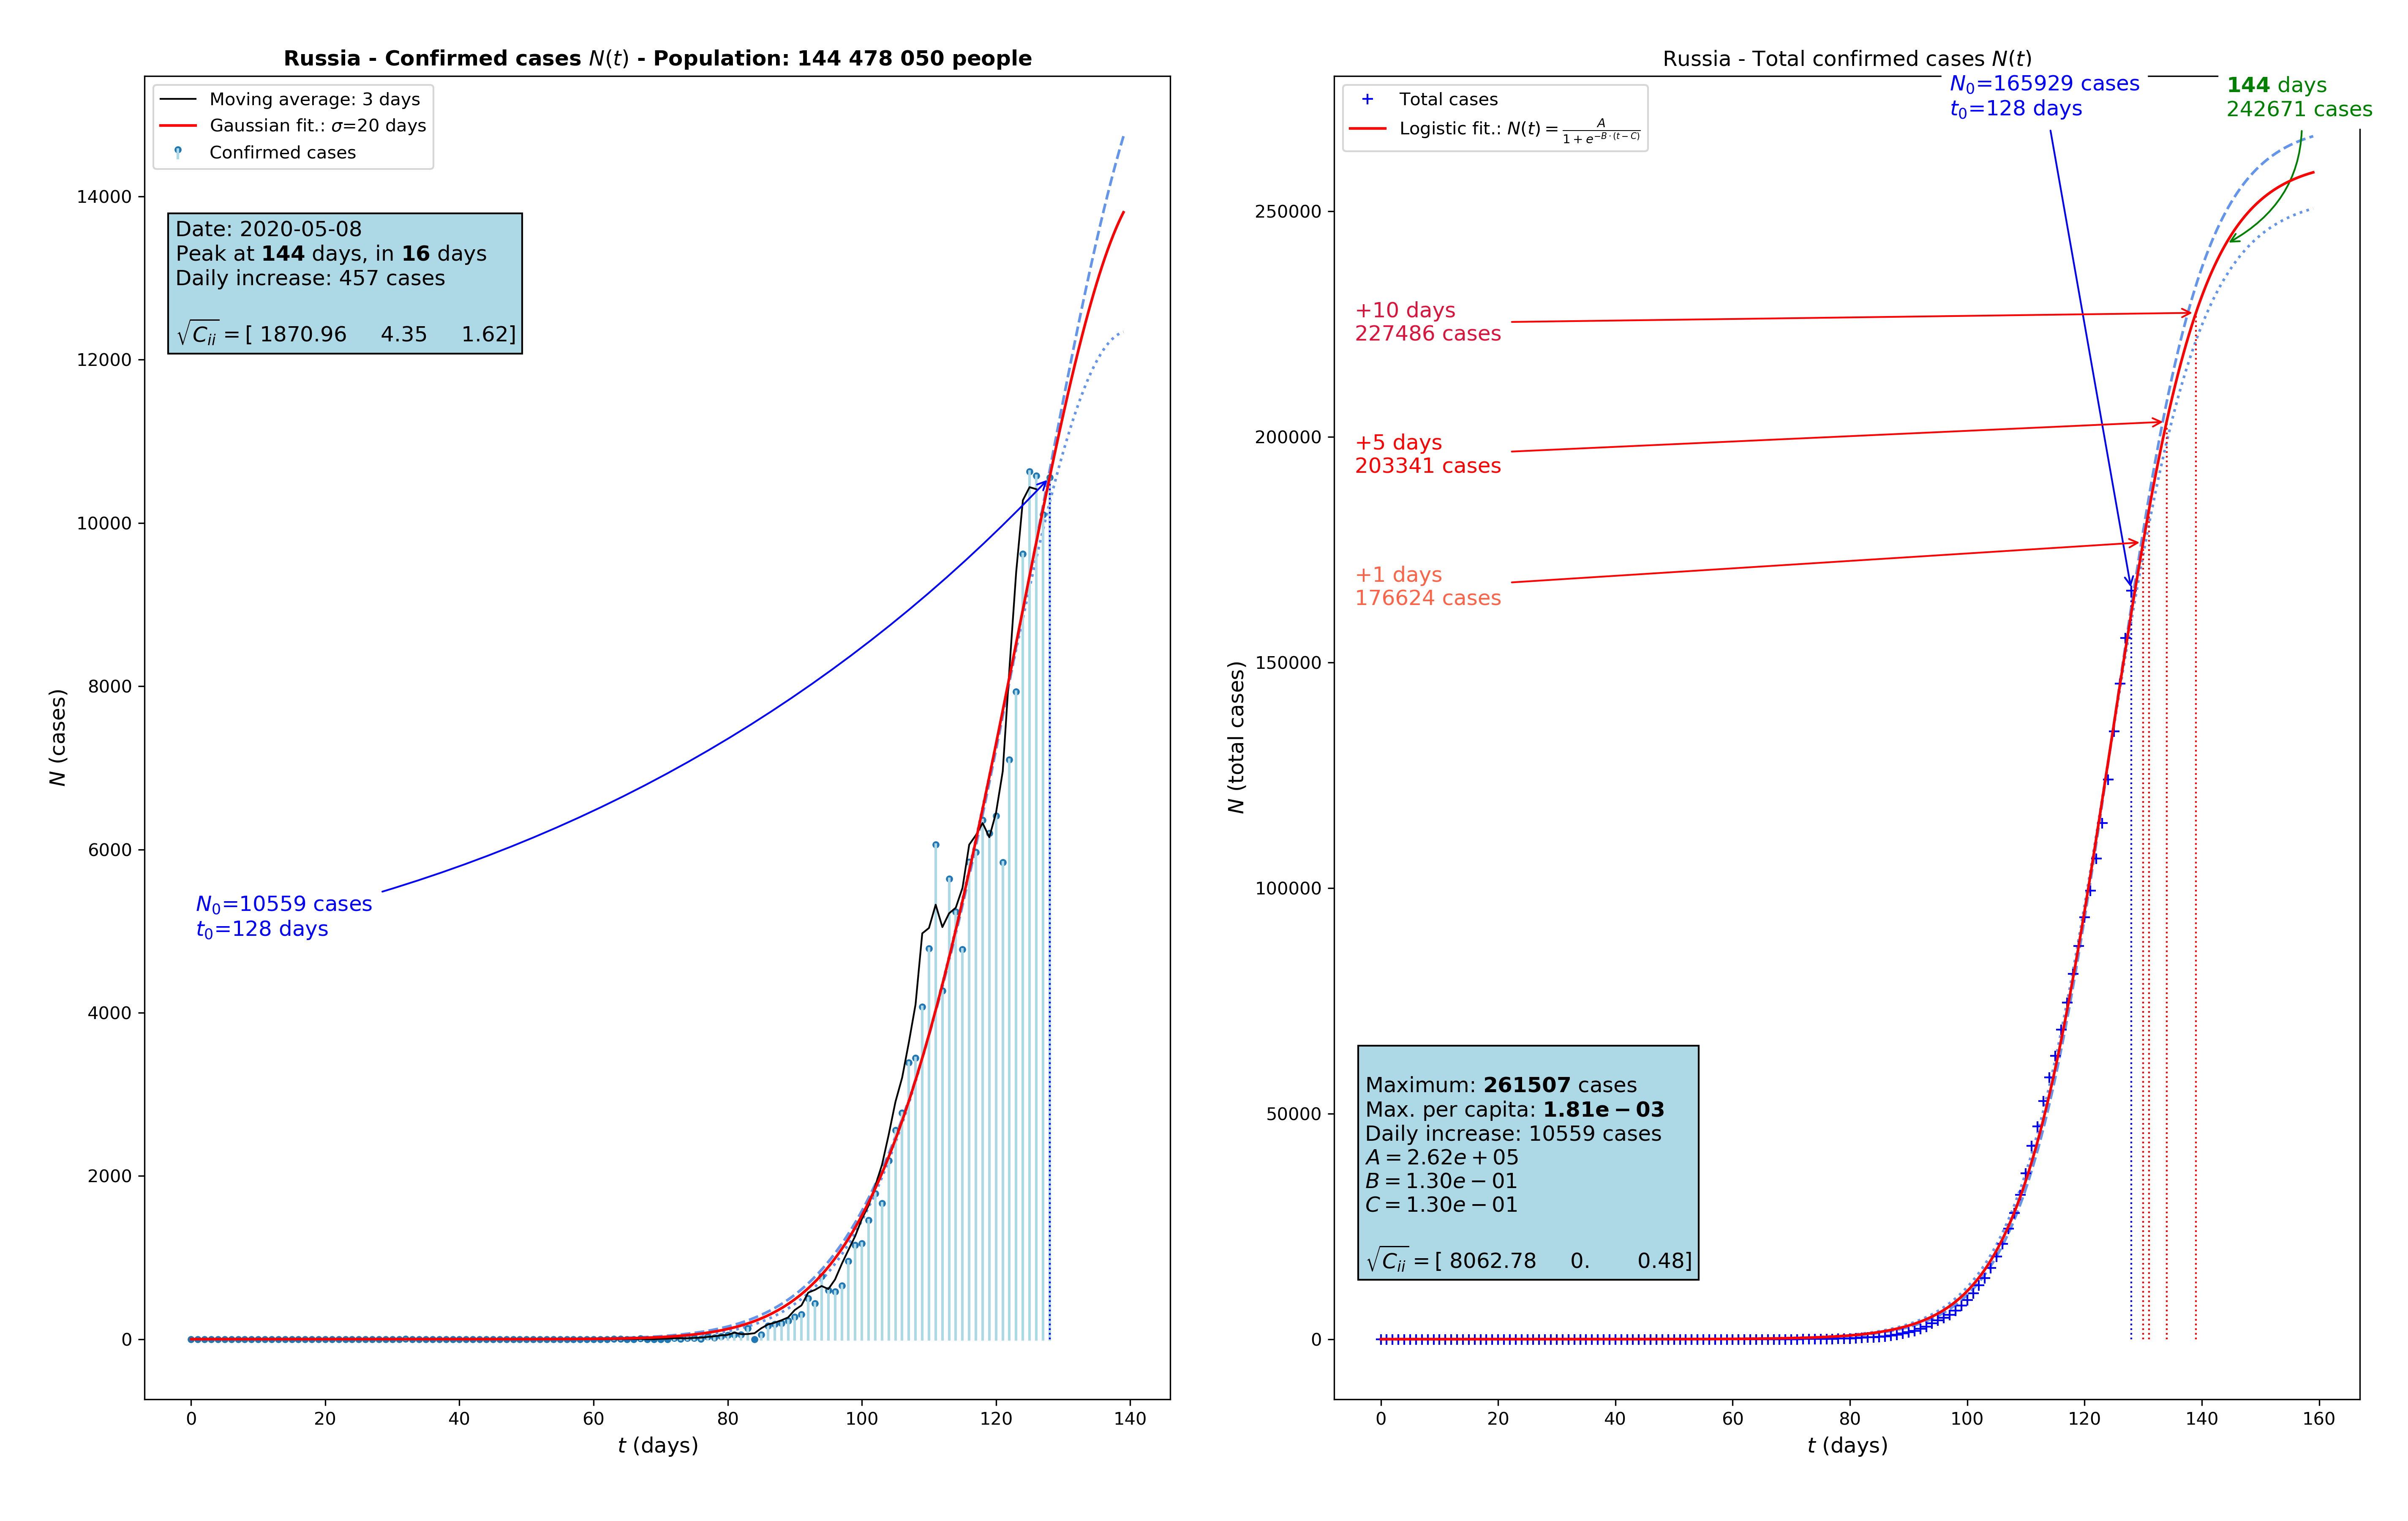 Russia - Confirmed cases N(t) - Population: 144 478 050 people
Moving average: 3 days
Gaussian fit.: σ=20 days
Confirmed cases
Date: 2020-05-08
Peak at 144 days, in 16 days
Daily increase: 457 cases
√C_ii = [ 1870.96 4.35 1.62]
N_0=10559 cases
t_0=128 days
14000
12000
10000
8000
6000
4000
2000
0
N (cases)
0 20 40 60 80 100 120 140
t (days)
Russia - Total confirmed cases N(t)
Total cases
Logistic fit.: N(t) = A / (1 + e^{-B·(t-C)})
N_0=165929 cases
t_0=128 days
144 days
242671 cases
+10 days
227486 cases
+5 days
203341 cases
+1 days
176624 cases
Maximum: 261507 cases
Max. per capita: 1.81e − 03
Daily increase: 10559 cases
A = 2.62e + 05
B = 1.30e − 01
C = 1.30e − 01
√C_ii = [ 8062.78 0. 0.48]
250000
200000
150000
100000
50000
0
N (total cases)
0 20 40 60 80 100 120 140 160
t (days)